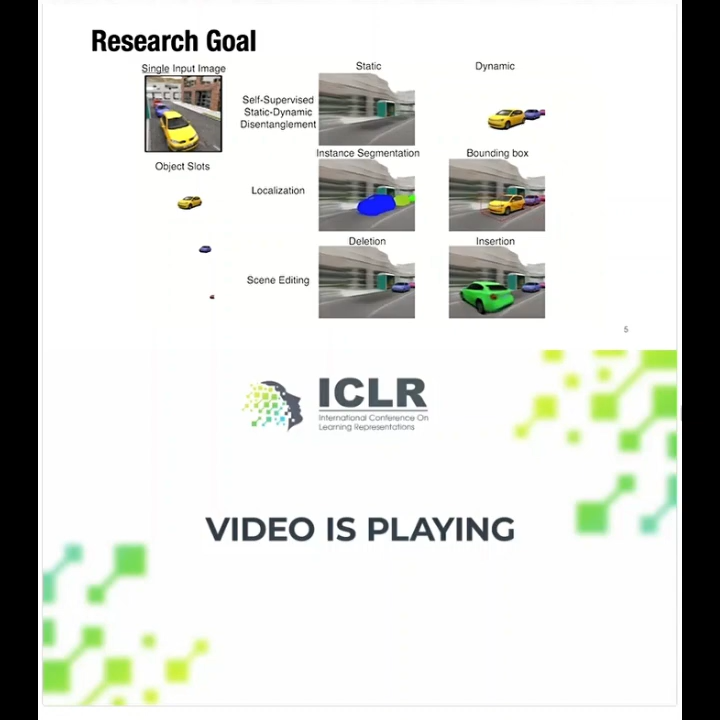 Research Goal
Single Input Image
Static
Dynamic
Self-Supervised
Static-Dynamic
Disentanglement
Object Slots
Instance Segmentation
Bounding box
Localization
Deletion
Insertion
Scene Editing
5
ICLR
International Conference On
Learning Representations
VIDEO IS PLAYING